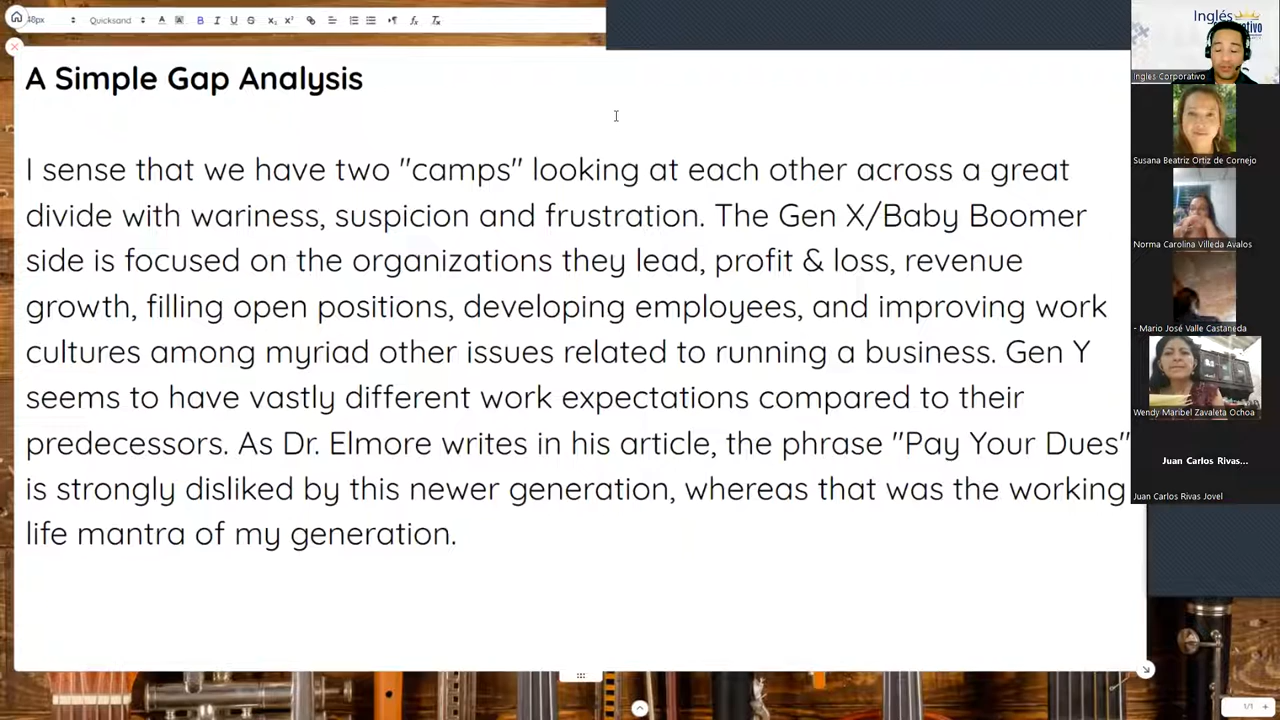 48px
Quicksand
A Simple Gap Analysis
I sense that we have two "camps" looking at each other across a great
divide with wariness, suspicion and frustration. The Gen X/Baby Boomer
side is focused on the organizations they lead, profit & loss, revenue
growth, filling open positions, developing employees, and improving work
cultures among myriad other issues related to running a business. Gen Y
seems to have vastly different work expectations compared to their
predecessors. As Dr. Elmore writes in his article, the phrase "Pay Your Dues"
is strongly disliked by this newer generation, whereas that was the working
life mantra of my generation.
Inglés
Ingles Corporativo
Susana Beatriz Ortiz de Cornejo
Norma Carolina Villeda Avalos
- Mario José Valle Castaneda
Wendy Maribel Zavaleta Ochoa
Juan Carlos Rivas...
Juan Carlos Rivas Jovel
1/1